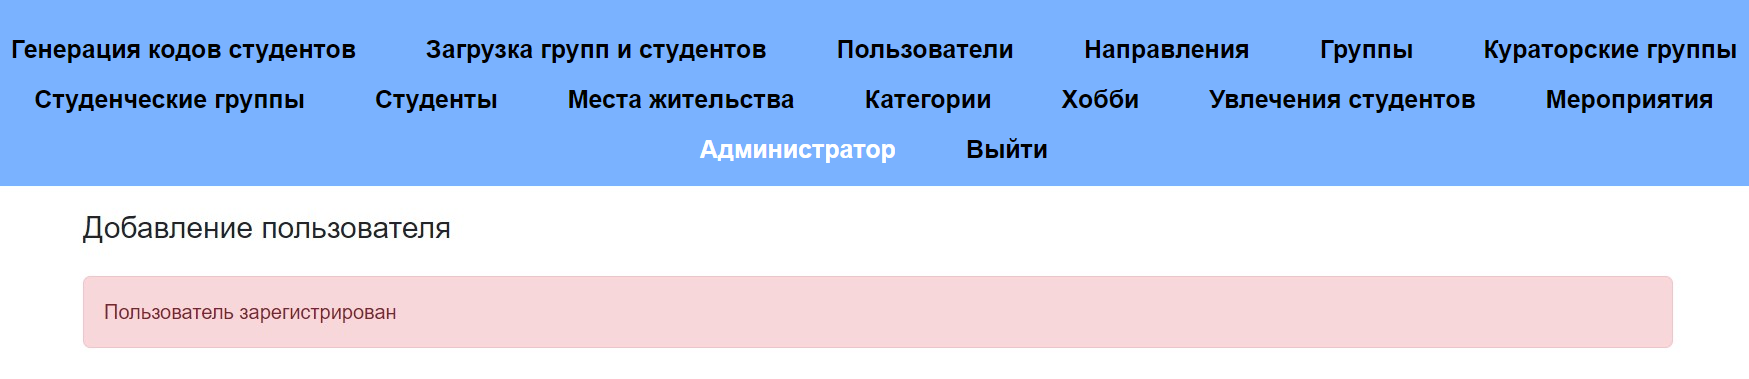 Генерация кодов студентов Загрузка групп и студентов Пользователи Направления Группы Кураторские группы
Студенческие группы Студенты Места жительства Категории Хобби Увлечения студентов Мероприятия
Администратор Выйти
Добавление пользователя
Пользователь зарегистрирован